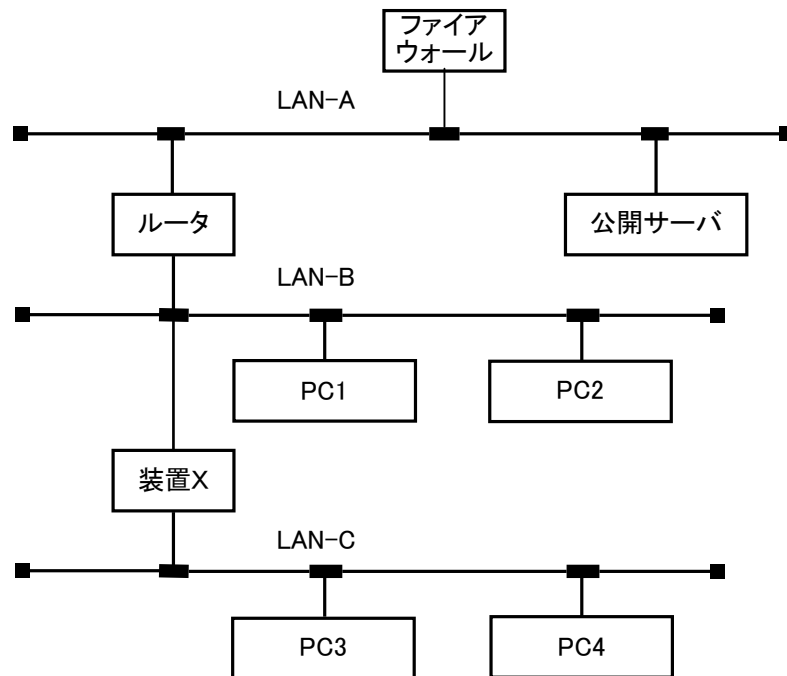 ファイア
ウォール
LAN-A
ルータ
公開サーバ
LAN-B
PC1
PC2
装置X
LAN-C
PC3
PC4